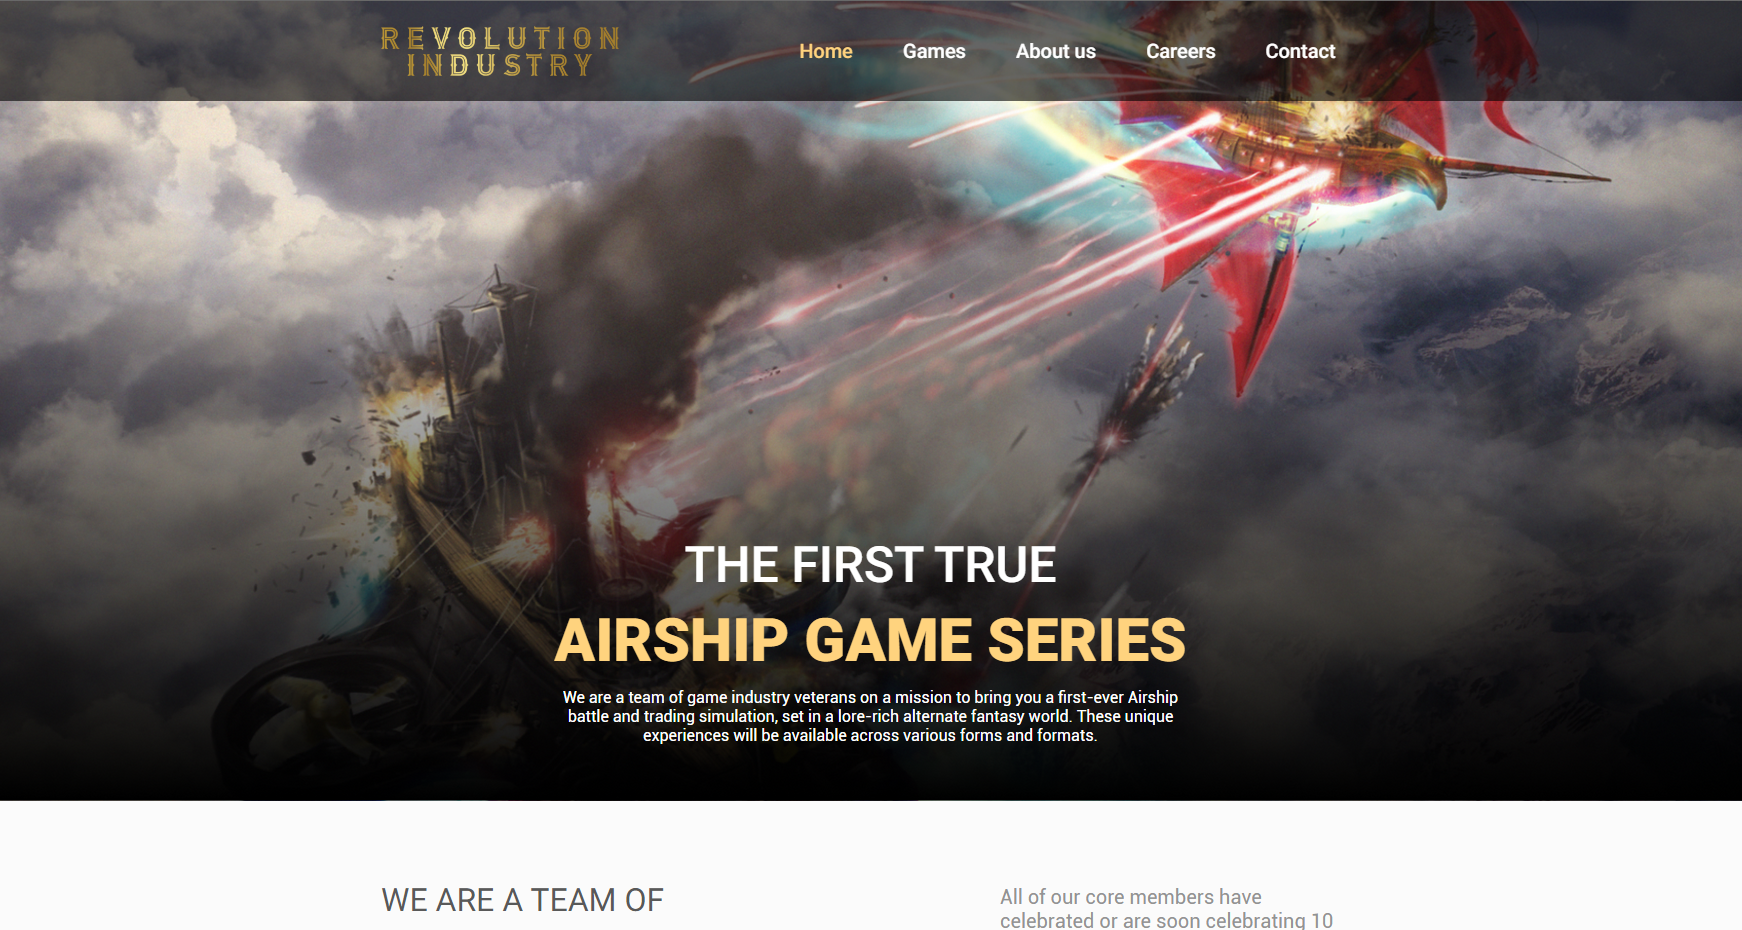 REVOLUTION
INDUSTRY
Home Games About us Careers Contact
THE FIRST TRUE
AIRSHIP GAME SERIES
We are a team of game industry veterans on a mission to bring you a first-ever Airship
battle and trading simulation, set in a lore-rich alternate fantasy world. These unique
experiences will be available across various forms and formats.
WE ARE A TEAM OF
All of our core members have
celebrated or are soon celebrating 10